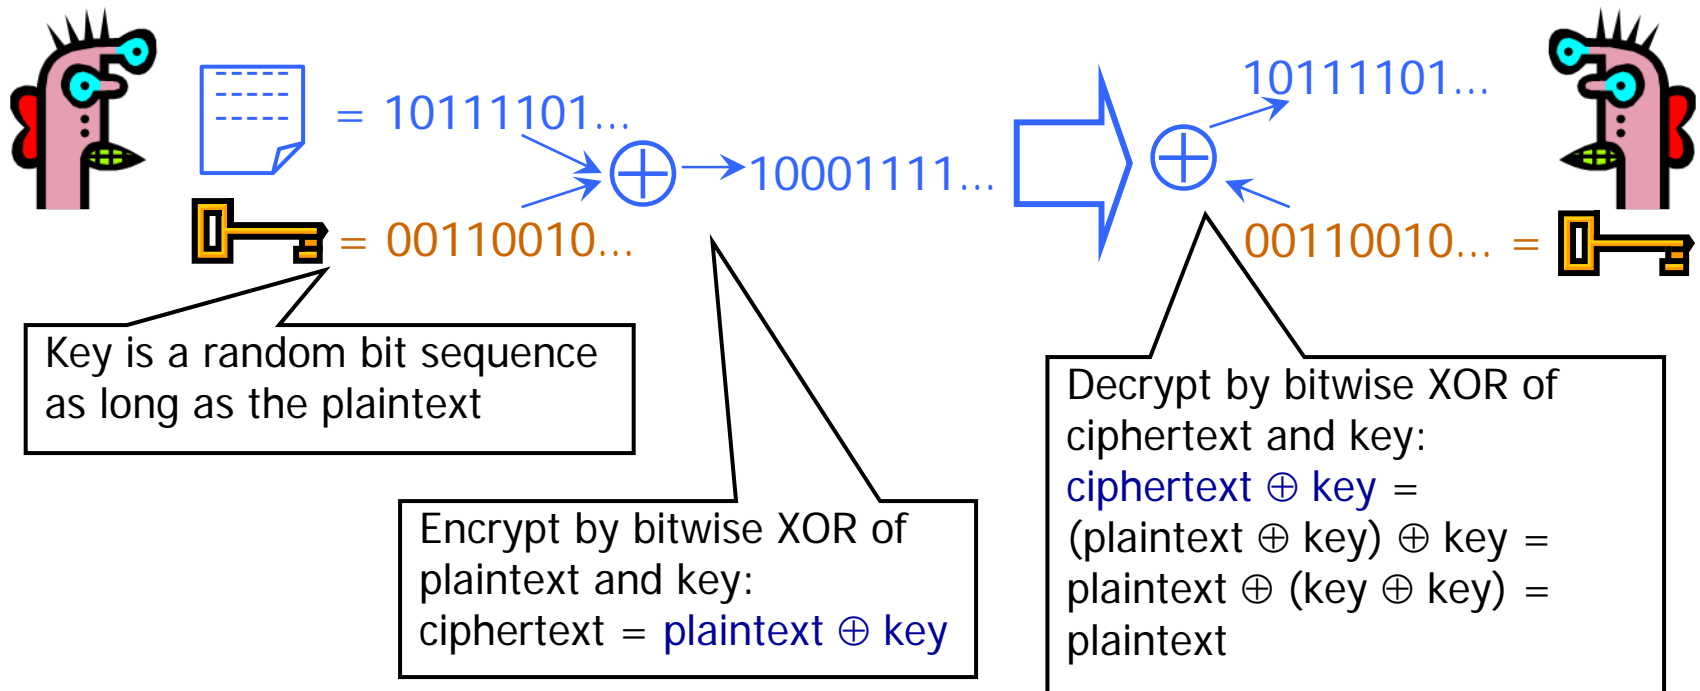 = 10111101...
10001111...
= 00110010...
10111101...
00110010... =
Key is a random bit sequence
as long as the plaintext
Encrypt by bitwise XOR of
plaintext and key:
ciphertext = plaintext ⊕ key
Decrypt by bitwise XOR of
ciphertext and key:
ciphertext ⊕ key =
(plaintext ⊕ key) ⊕ key =
plaintext ⊕ (key ⊕ key) =
plaintext